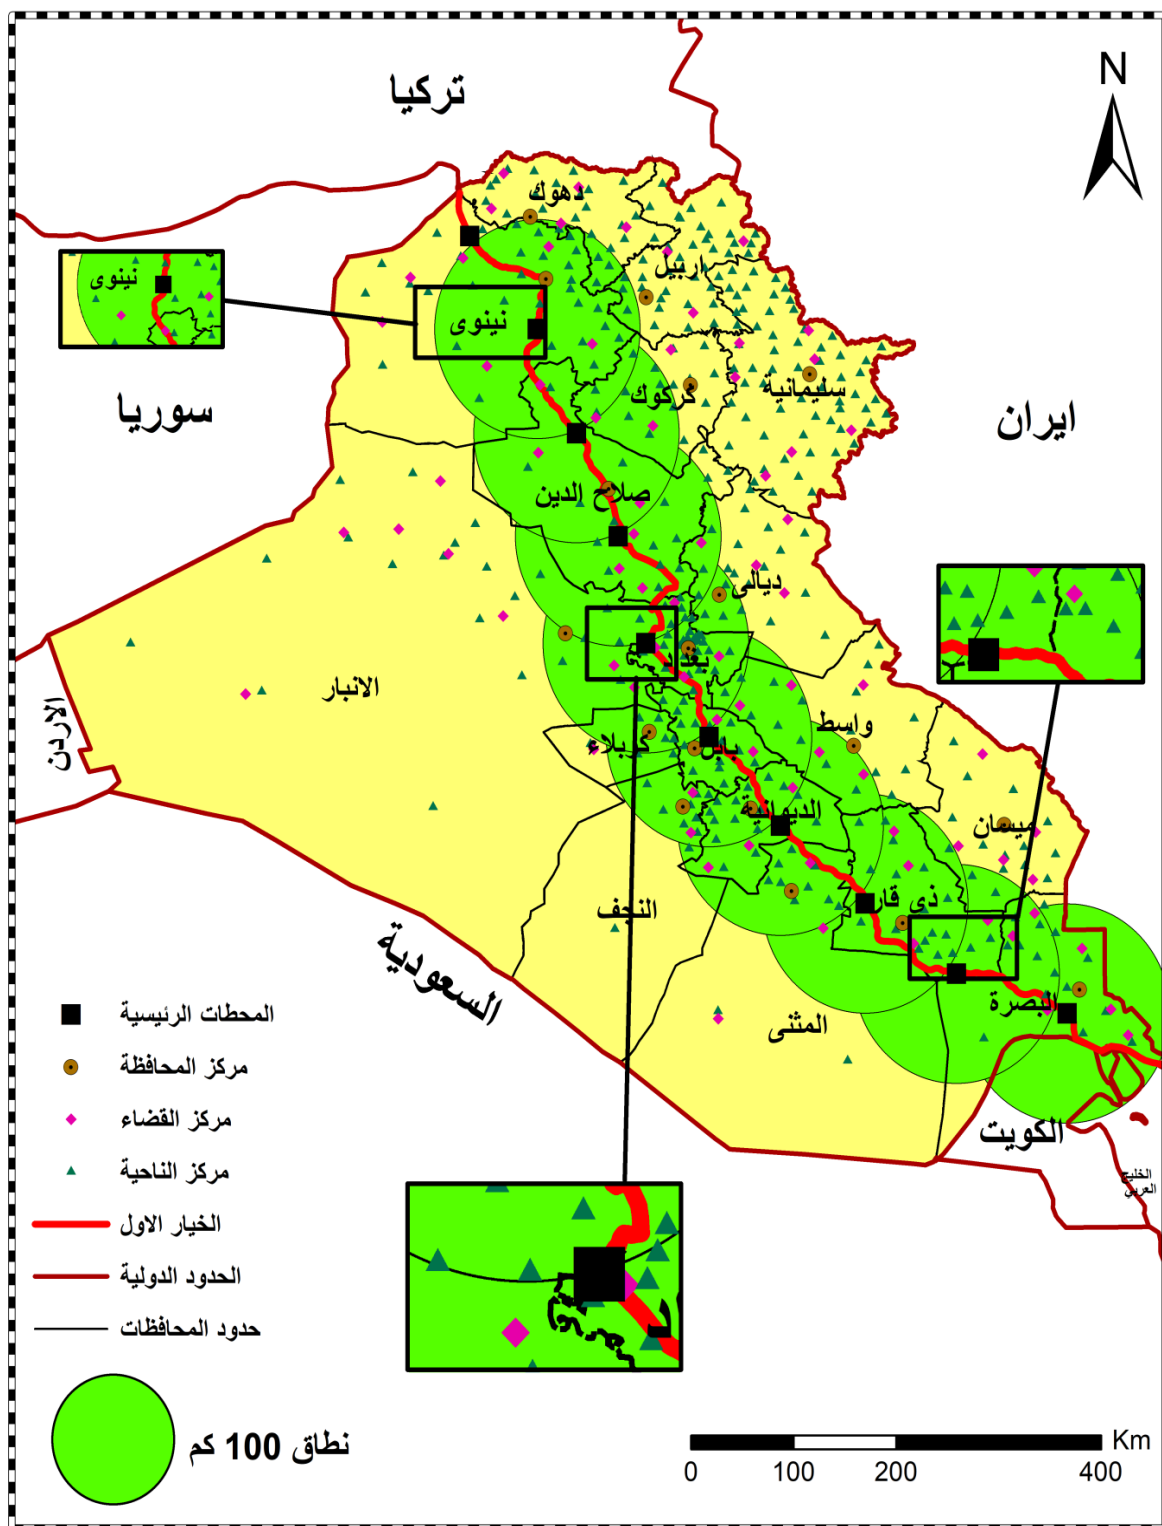 N
تركيا
دهوك
اربيل
نينوى
نينوى
سليمانية
كركوك
سوريا
ايران
صلاح الدين
ديالى
بغداد
الانبار
الاردن
واسط
كربلاء
بابل
الديوانية
ميسان
ذي قار
النجف
السعودية
البصرة
المثنى
الكويت
الخليج
العربي
المحطات الرئيسية
مركز المحافظة
مركز القضاء
مركز الناحية
الخيار الاول
الحدود الدولية
حدود المحافظات
نطاق 100 كم
Km
0 100 200 400